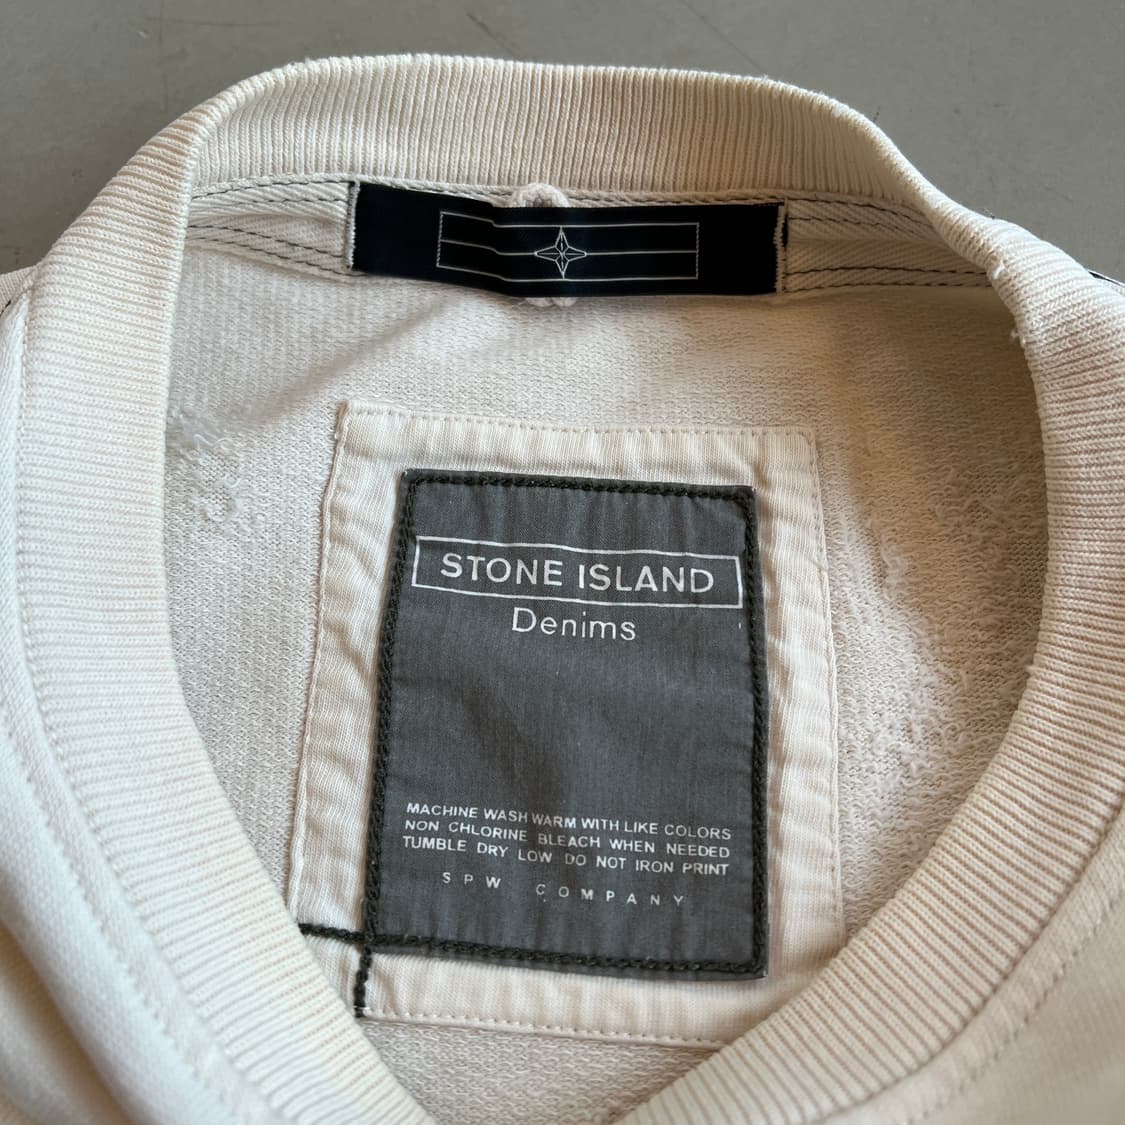 STONE ISLAND
Denims
MACHINE WASH WARM WITH LIKE COLORS
NON CHLORINE BLEACH WHEN NEEDED
TUMBLE DRY LOW DO NOT IRON PRINT
SPW COMPANY